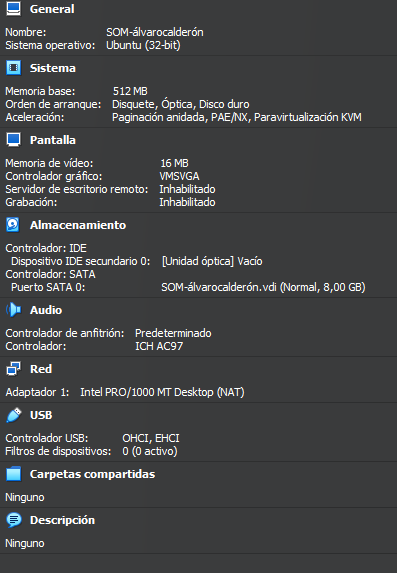 General
Nombre: SOM-álvarocalderón
Sistema operativo: Ubuntu (32-bit)
Sistema
Memoria base: 512 MB
Orden de arranque: Disquete, Óptica, Disco duro
Aceleración: Paginación anidada, PAE/NX, Paravirtualización KVM
Pantalla
Memoria de vídeo: 16 MB
Controlador gráfico: VMSVGA
Servidor de escritorio remoto: Inhabilitado
Grabación: Inhabilitado
Almacenamiento
Controlador: IDE
Dispositivo IDE secundario 0: [Unidad óptica] Vacío
Controlador: SATA
Puerto SATA 0: SOM-álvarocalderón.vdi (Normal, 8,00 GB)
Audio
Controlador de anfitrión: Predeterminado
Controlador: ICH AC97
Red
Adaptador 1: Intel PRO/1000 MT Desktop (NAT)
USB
Controlador USB: OHCI, EHCI
Filtros de dispositivos: 0 (0 activo)
Carpetas compartidas
Ninguno
Descripción
Ninguno